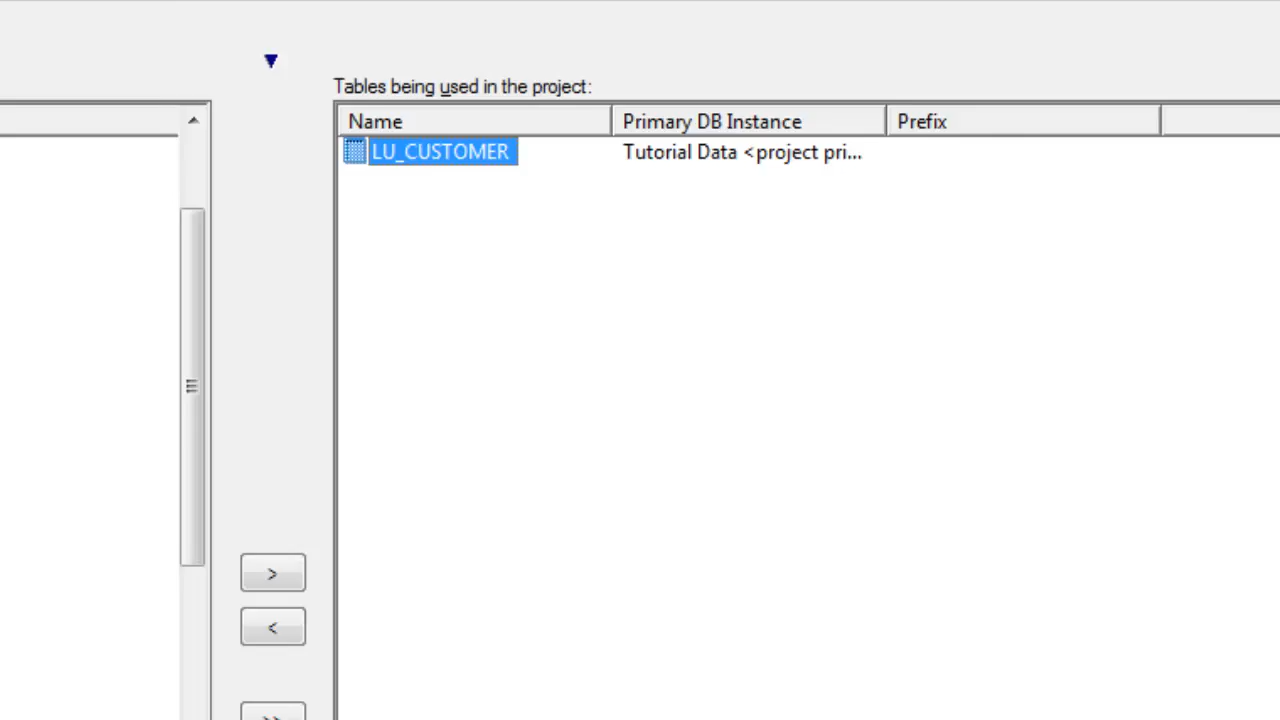 Tables being used in the project:
Name Primary DB Instance Prefix
LU_CUSTOMER Tutorial Data <project pri...
>
<
>>